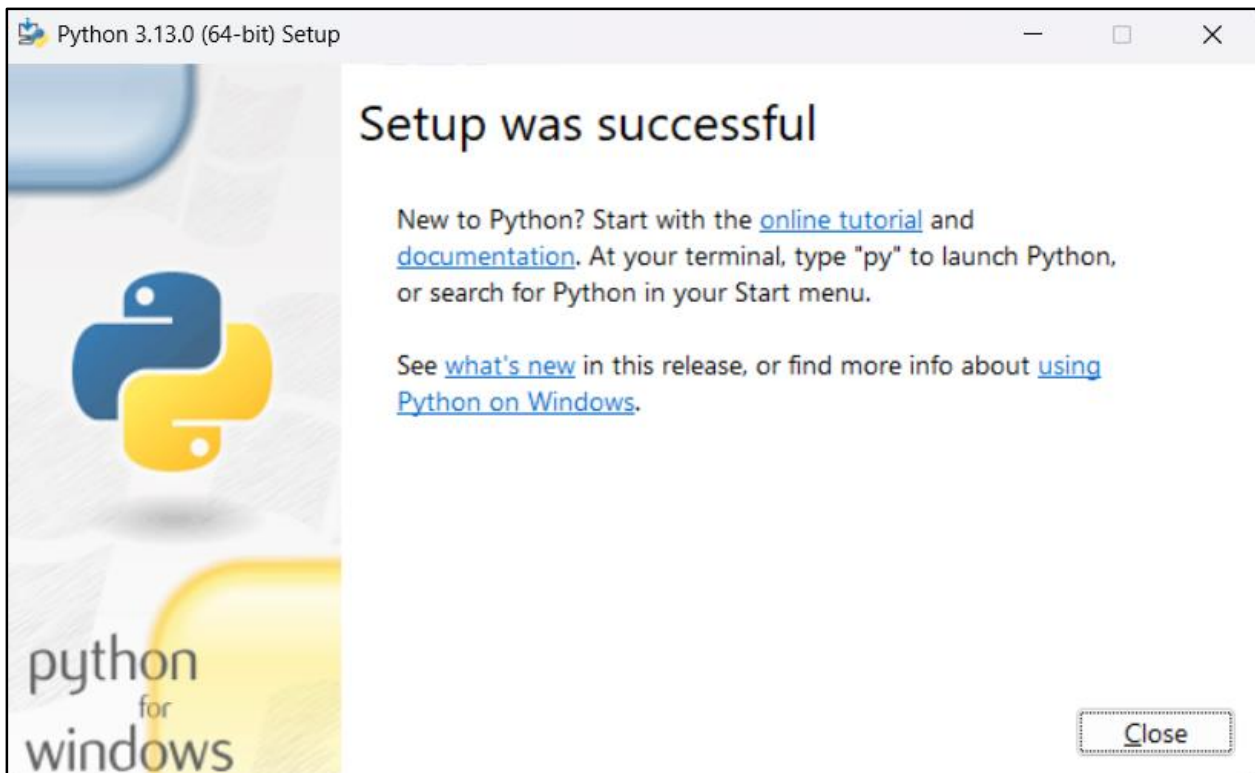 Python 3.13.0 (64-bit) Setup
Setup was successful
New to Python? Start with the online tutorial and
documentation. At your terminal, type "py" to launch Python,
or search for Python in your Start menu.
See what's new in this release, or find more info about using
Python on Windows.
python
for
windows
Close